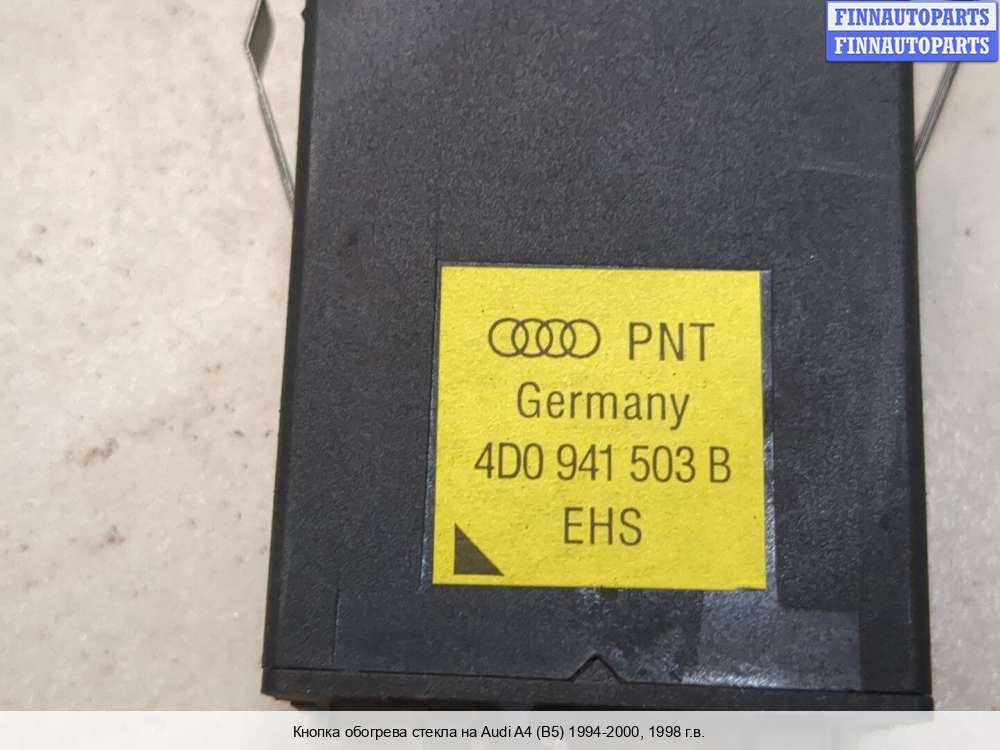 FINNAUTOPARTS
FINNAUTOPARTS
PNT
Germany
4D0 941 503 B
EHS
Кнопка обогрева стекла на Audi A4 (B5) 1994-2000, 1998 г.в.